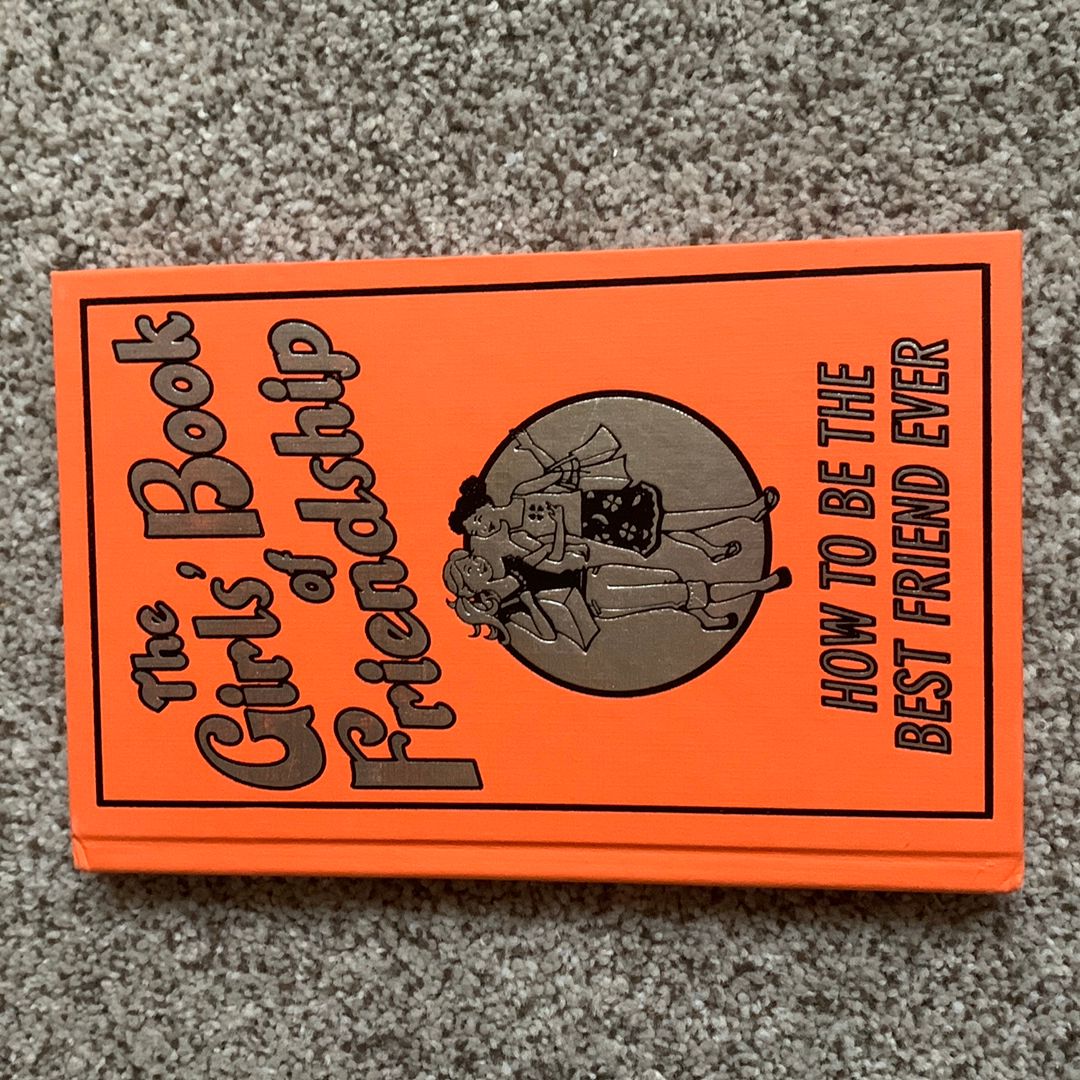 The
Girls' Book
of
Friendship
HOW TO BE THE
BEST FRIEND EVER